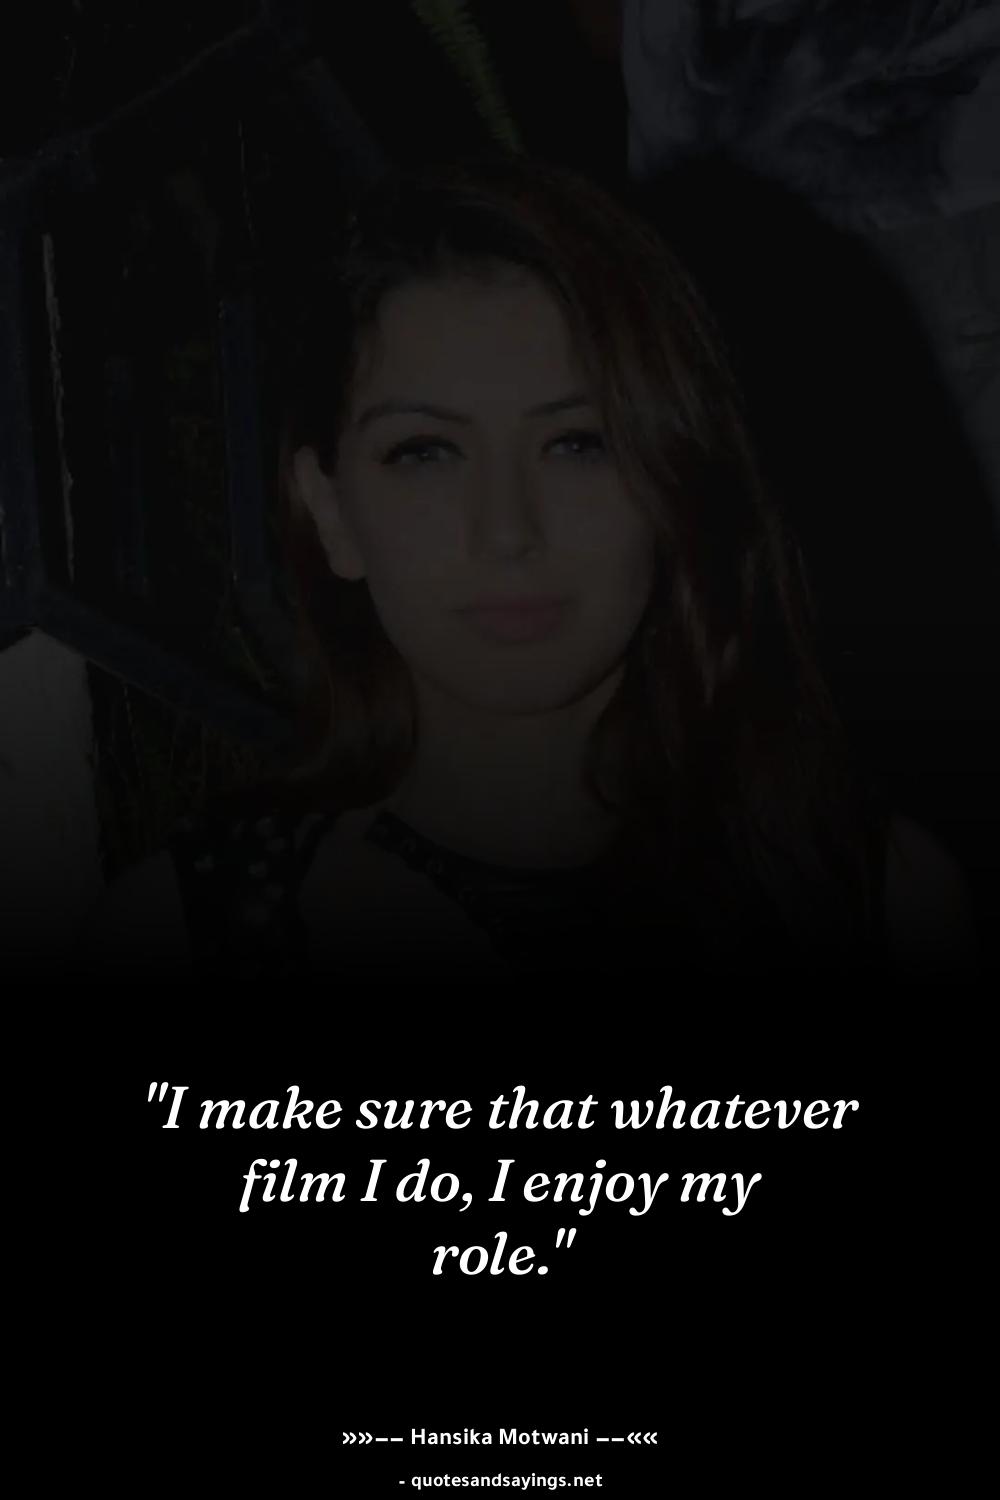 "I make sure that whatever
film I do, I enjoy my
role."
»»–– Hansika Motwani ––««
- quotesandsayings.net